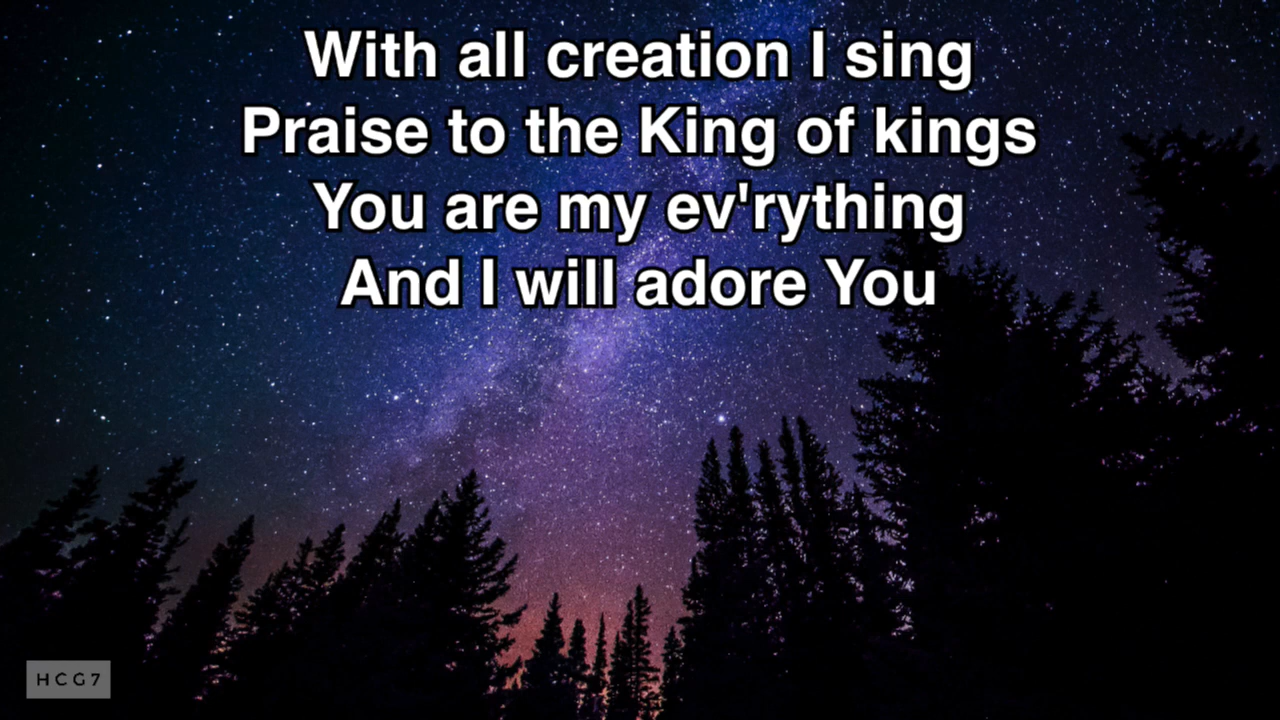 With all creation I sing
Praise to the King of kings
You are my ev'rything
And I will adore You
HCG7